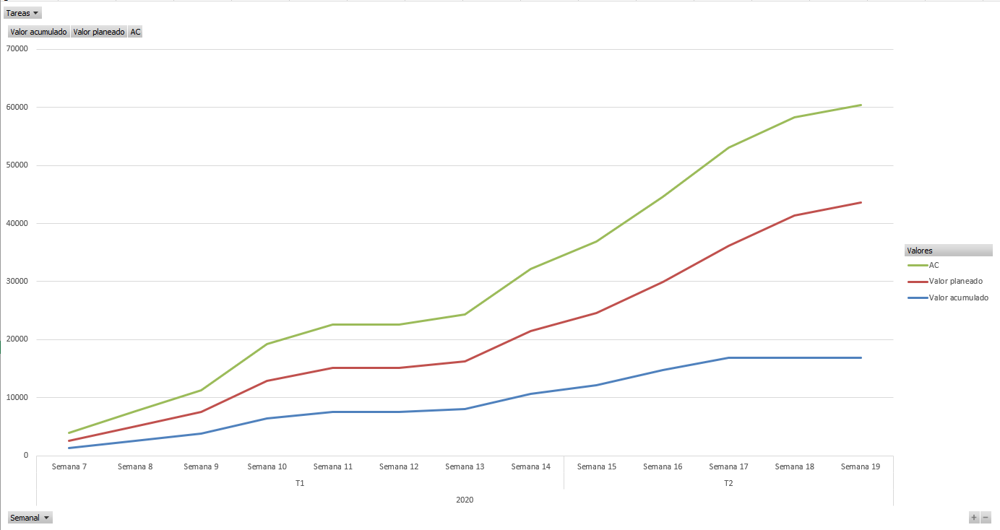 Tareas
Valor acumulado Valor planeado AC
70000
60000
50000
40000
30000
20000
10000
0
Semana 7 Semana 8 Semana 9 Semana 10 Semana 11 Semana 12 Semana 13 Semana 14 Semana 15 Semana 16 Semana 17 Semana 18 Semana 19
T1 T2
2020
Valores
AC
Valor planeado
Valor acumulado
Semanal
+ −